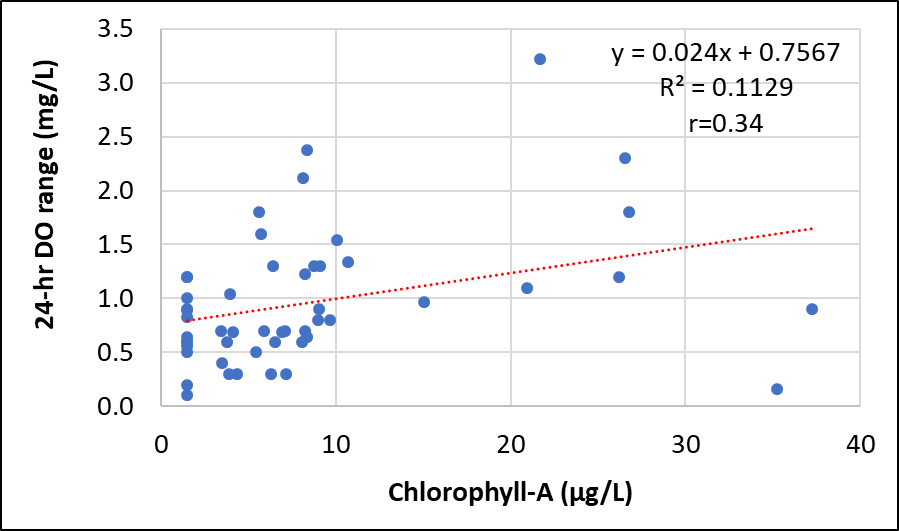 3.5
3.0
2.5
2.0
1.5
1.0
0.5
0.0
24-hr DO range (mg/L)
y = 0.024x + 0.7567
R² = 0.1129
r=0.34
0 10 20 30 40
Chlorophyll-A (µg/L)